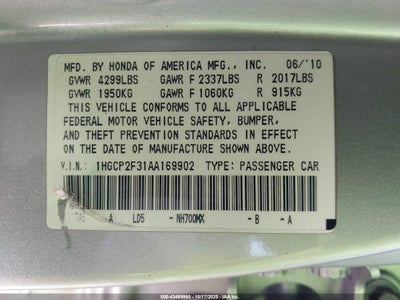 MFD. BY HONDA OF AMERICA MFG., INC. 06/10
GVWR 4299LBS GAWR F 2337LBS R 2017LBS
GVWR 1950KG GAWR F 1060KG R 915KG
THIS VEHICLE CONFORMS TO ALL APPLICABLE
FEDERAL MOTOR VEHICLE SAFETY, BUMPER,
AND THEFT PREVENTION STANDARDS IN EFFECT
ON THE DATE OF MANUFACTURE SHOWN ABOVE.
V.I.N.: 1HGCP2F31AA169902 TYPE: PASSENGER CAR
A LD5 - NH700MX - B - A
000-43469990 - 10/17/2025 - IAAI.COM